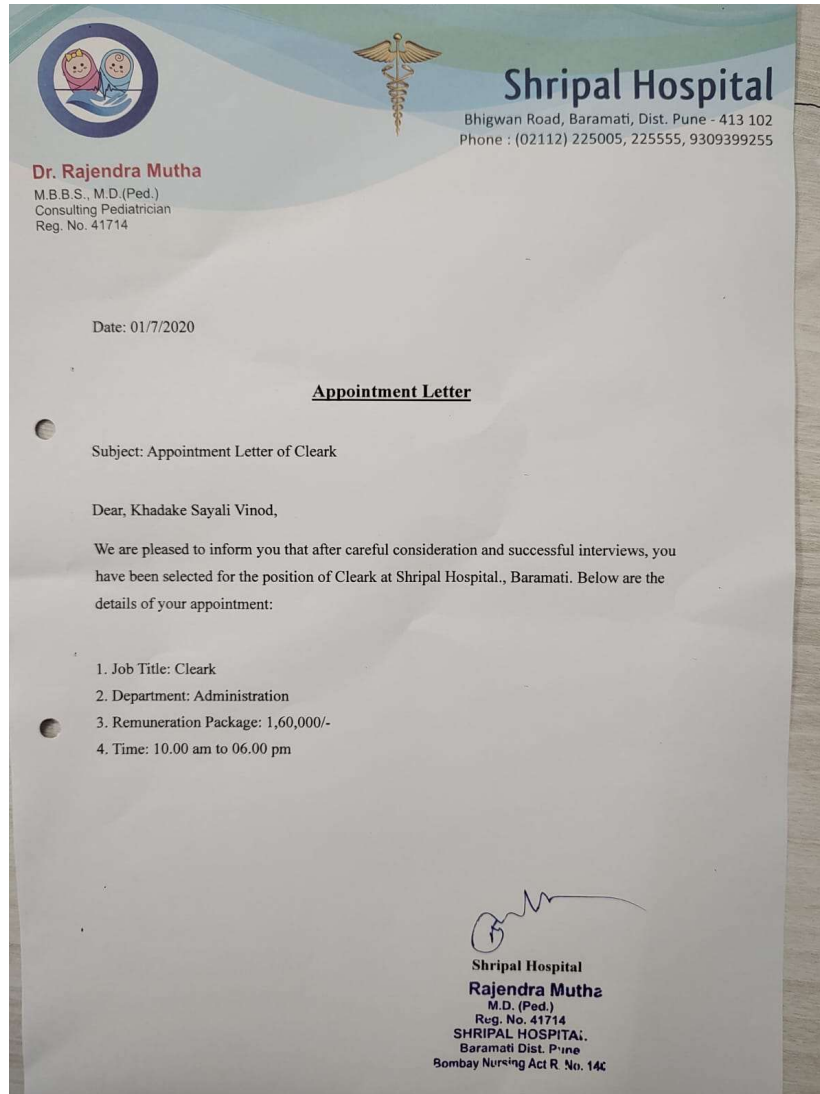 Shripal Hospital
Bhigwan Road, Baramati, Dist. Pune - 413 102
Phone : (02112) 225005, 225555, 9309399255
Dr. Rajendra Mutha
M.B.B.S., M.D.(Ped.)
Consulting Pediatrician
Reg. No. 41714
Date: 01/7/2020
Appointment Letter
Subject: Appointment Letter of Cleark
Dear, Khadake Sayali Vinod,
We are pleased to inform you that after careful consideration and successful interviews, you
have been selected for the position of Cleark at Shripal Hospital., Baramati. Below are the
details of your appointment:
1. Job Title: Cleark
2. Department: Administration
3. Remuneration Package: 1,60,000/-
4. Time: 10.00 am to 06.00 pm
Shripal Hospital
Rajendra Mutha
M.D. (Ped.)
Reg. No. 41714
SHRIPAL HOSPITAL
Baramati Dist. Pune
Bombay Nursing Act R. No.